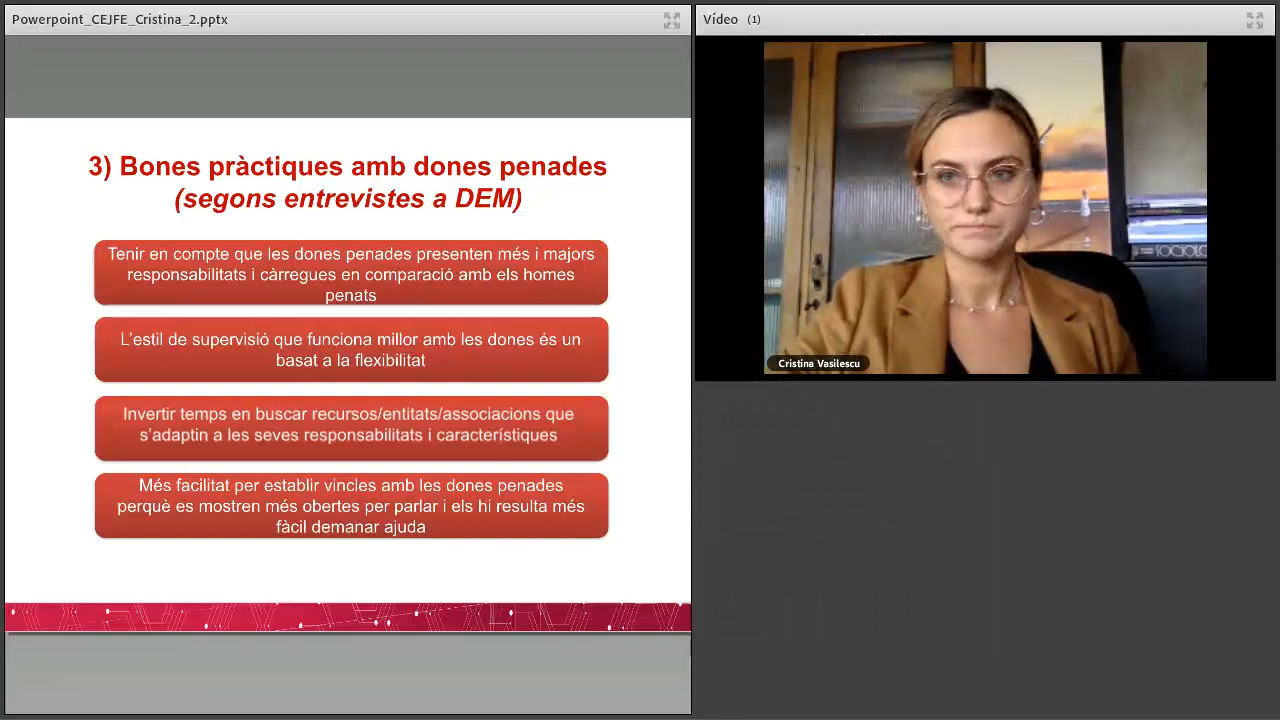 Powerpoint_CEJFE_Cristina_2.pptx
3) Bones pràctiques amb dones penades
(segons entrevistes a DEM)
Tenir en compte que les dones penades presenten més i majors
responsabilitats i càrregues en comparació amb els homes
penats
L'estil de supervisió que funciona millor amb les dones és un
basat a la flexibilitat
Invertir temps en buscar recursos/entitats/associacions que
s'adaptin a les seves responsabilitats i característiques
Més facilitat per establir vincles amb les dones penades
perquè es mostren més obertes per parlar i els hi resulta més
fàcil demanar ajuda
Vídeo (1)
Cristina Vasilescu